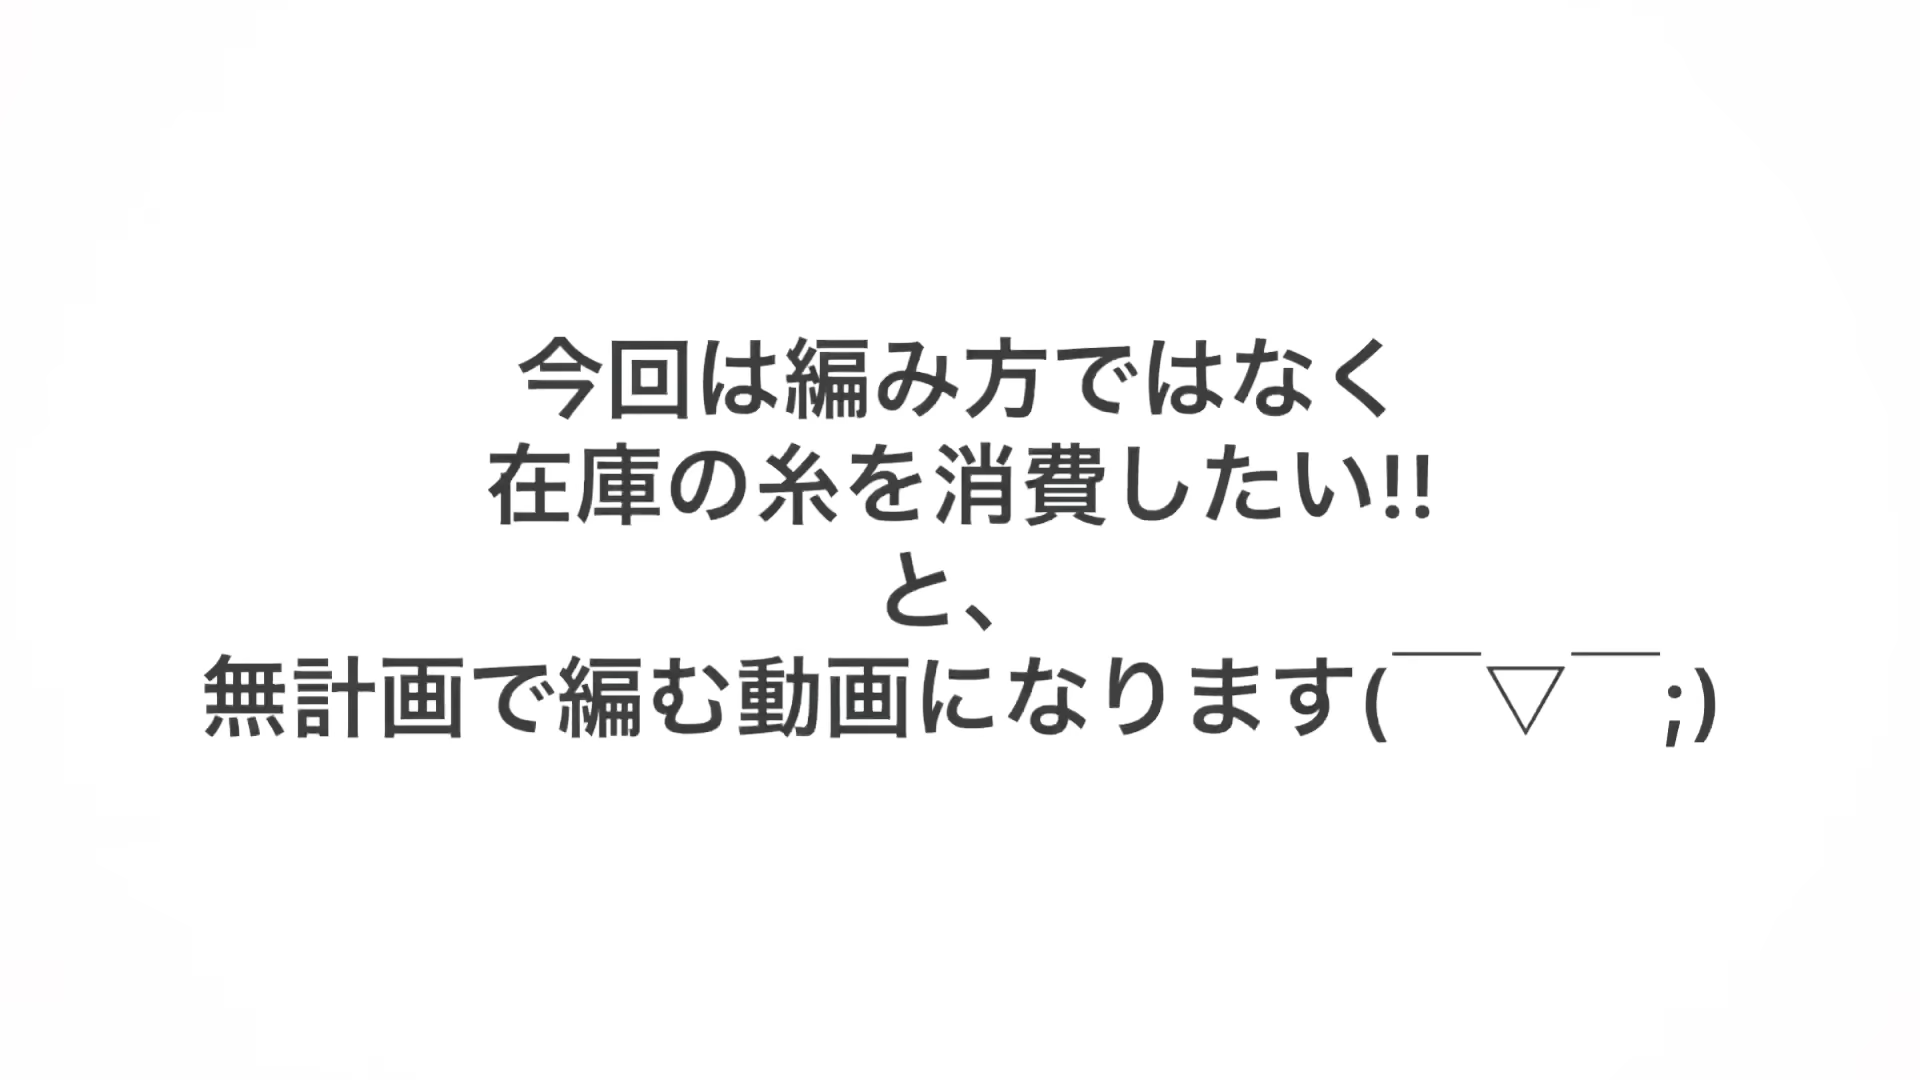 今回は編み方ではなく
在庫の糸を消費したい!!
と、
無計画で編む動画になります(￣▽￣;)